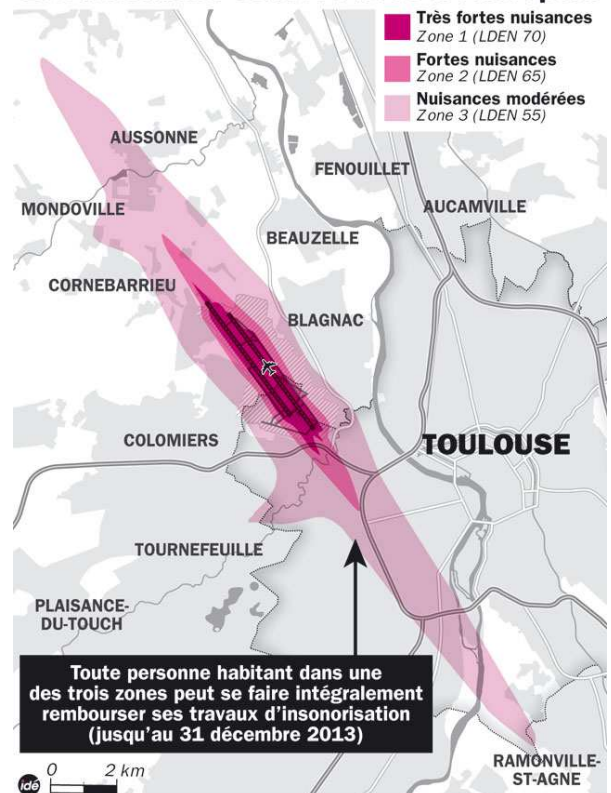 Très fortes nuisances
Zone 1 (LDEN 70)
Fortes nuisances
Zone 2 (LDEN 65)
Nuisances modérées
Zone 3 (LDEN 55)
AUSSONNE
FENOUILLET
MONDOVILLE
AUCAMVILLE
BEAUZELLE
CORNEBARRIEU
BLAGNAC
COLOMIERS
TOULOUSE
TOURNEFEUILLE
PLAISANCE-
DU-TOUCH
Toute personne habitant dans une
des trois zones peut se faire intégralement
rembourser ses travaux d'insonorisation
(jusqu'au 31 décembre 2013)
RAMONVILLE-
ST-AGNE
idé
0 2 km